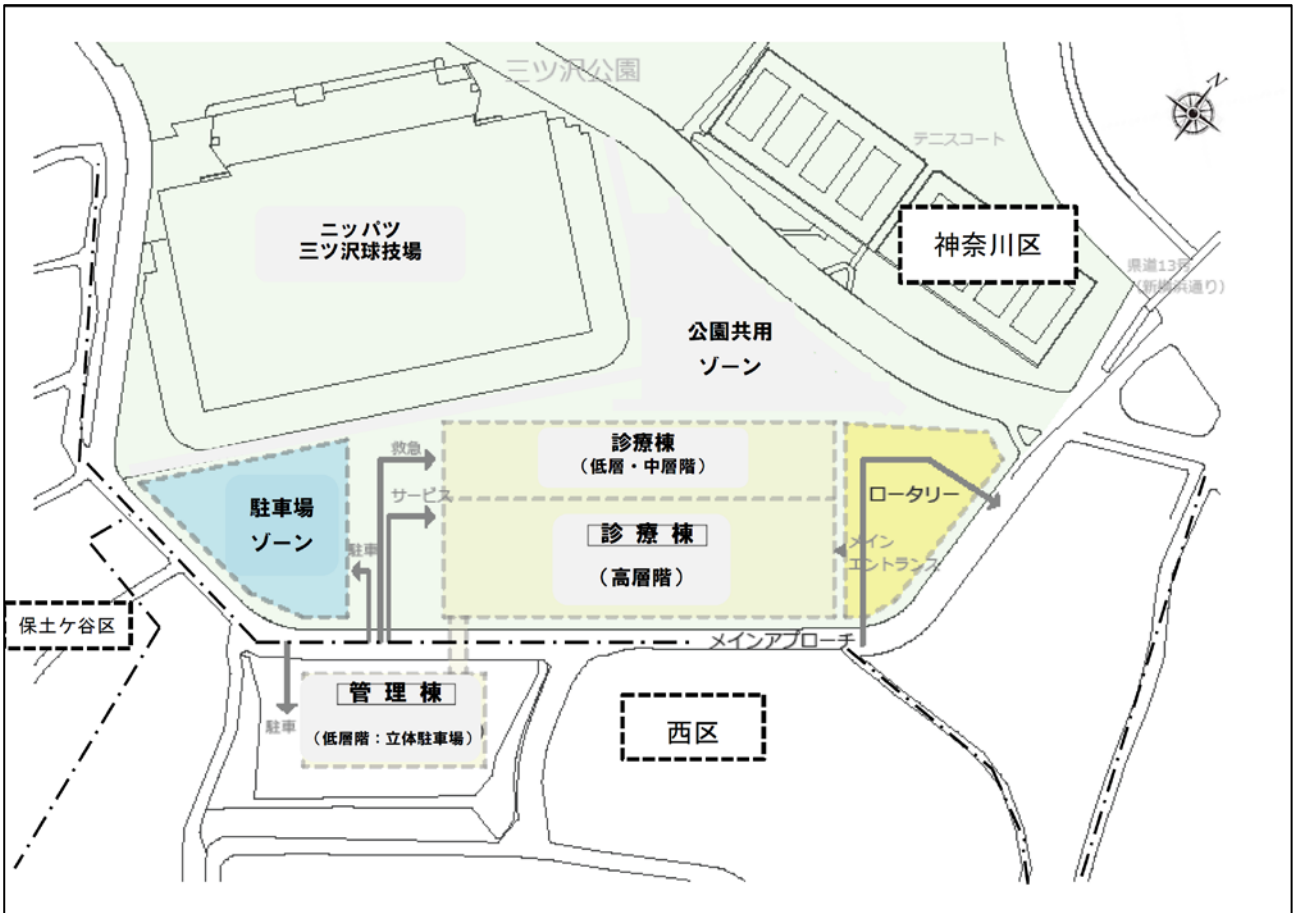 三ツ沢公園
N
テニスコート
ニッパツ
三ツ沢球技場
神奈川区
県道13号
(新横浜通り)
公園共用
ゾーン
救急
診療棟
(低層・中層階)
サービス
ロータリー
駐車場
ゾーン
診療棟
(高層階)
駐車
メイン
エントランス
保土ケ谷区
メインアプローチ
管理棟
(低層階:立体駐車場)
駐車
西区